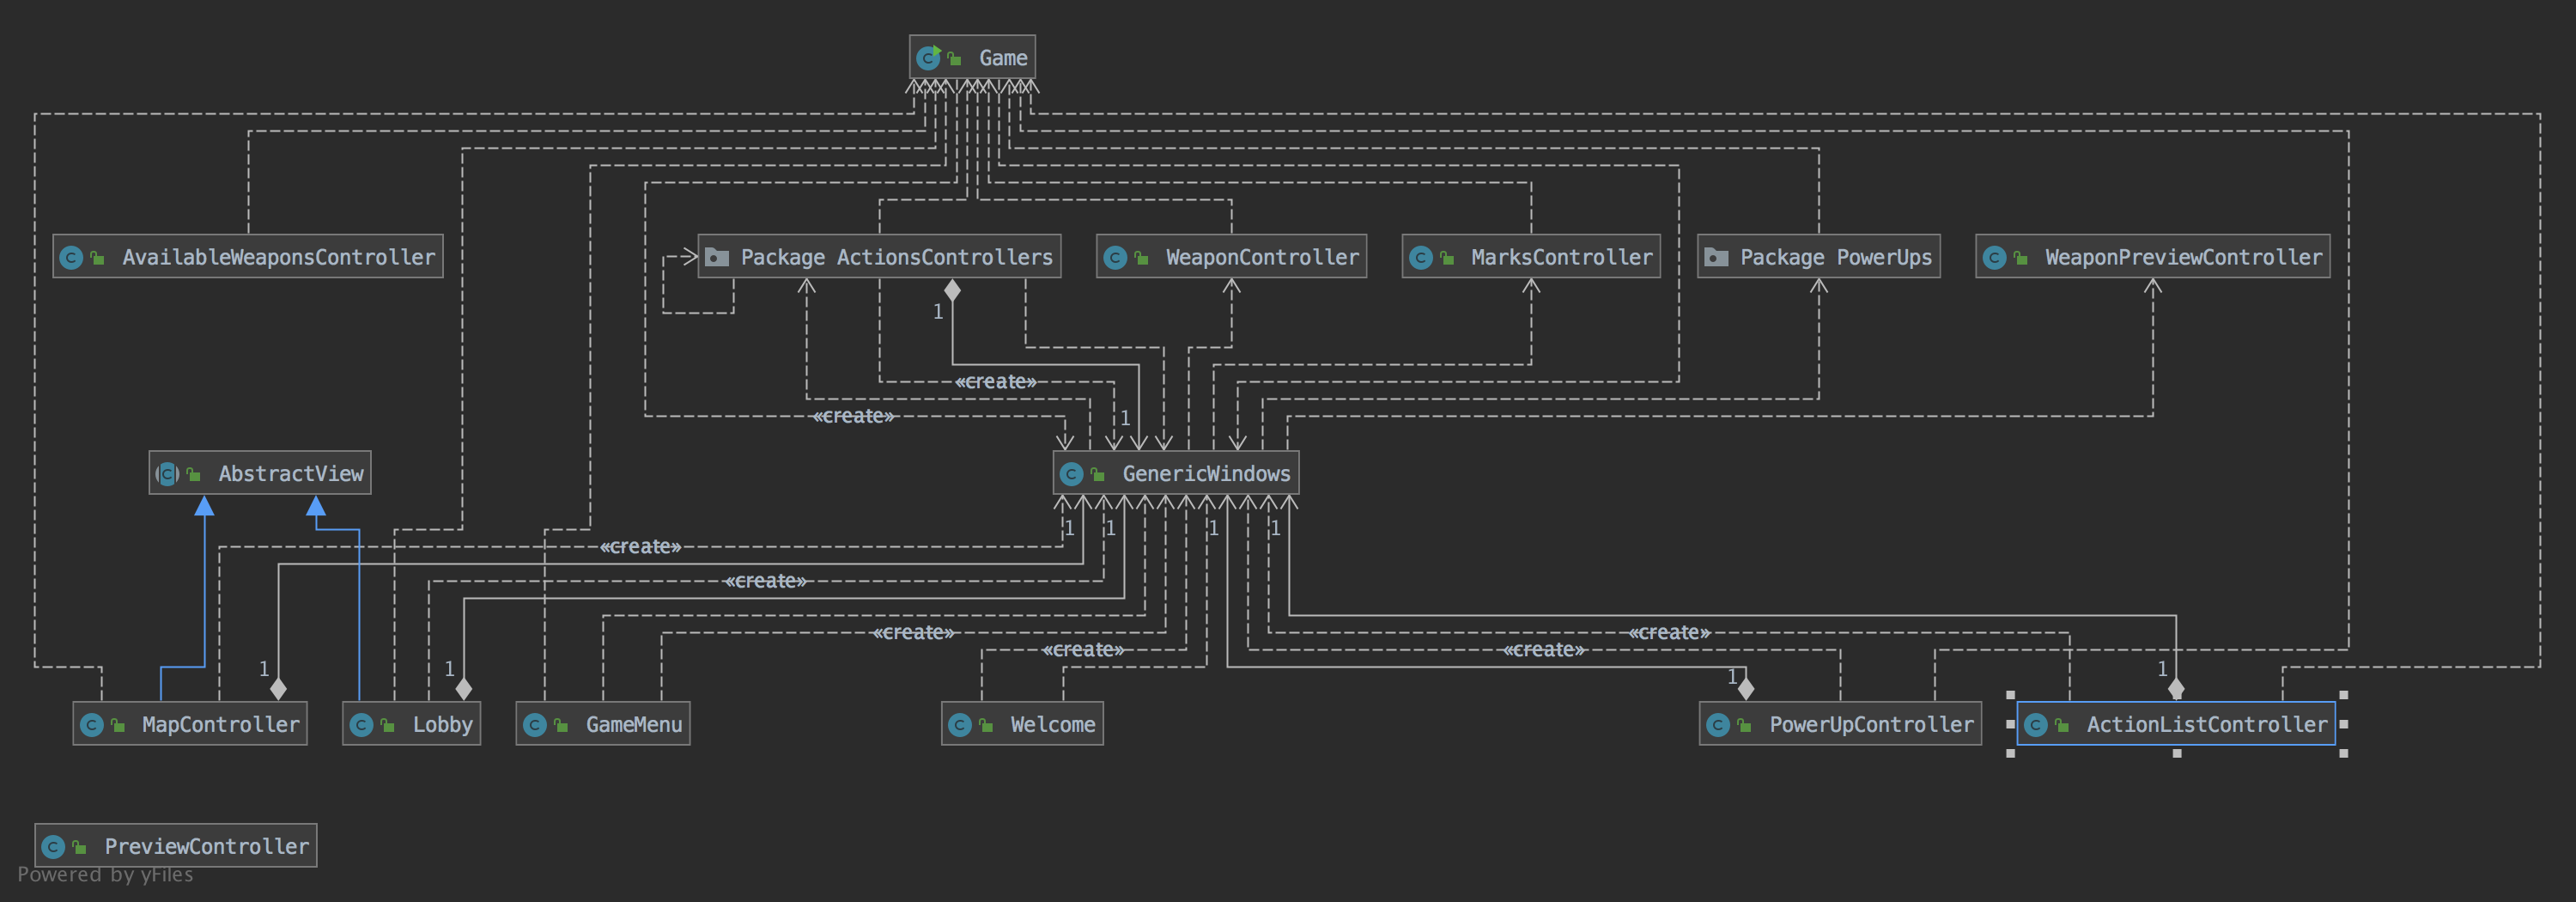 Game
AvailableWeaponsController
Package ActionsControllers
WeaponController
MarksController
Package PowerUps
WeaponPreviewController
1
«create»
«create»
1
AbstractView
GenericWindows
1
1
1
1
«create»
«create»
«create»
«create»
«create»
«create»
1
1
1
1
MapController
Lobby
GameMenu
Welcome
PowerUpController
ActionListController
PreviewController
Powered by yFiles